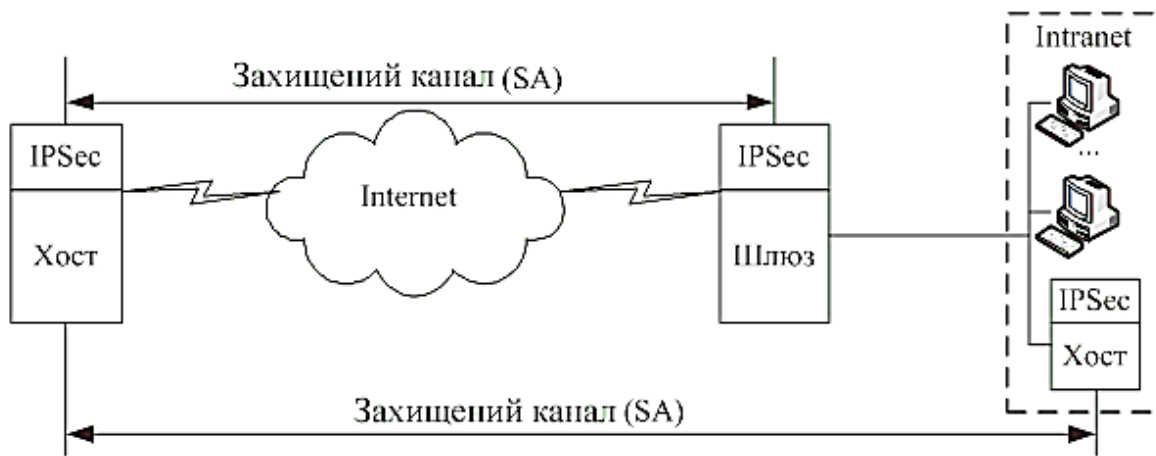 Intranet
Захищений канал (SA)
IPSec
IPSec
...
Internet
Хост
Шлюз
IPSec
Хост
Захищений канал (SA)